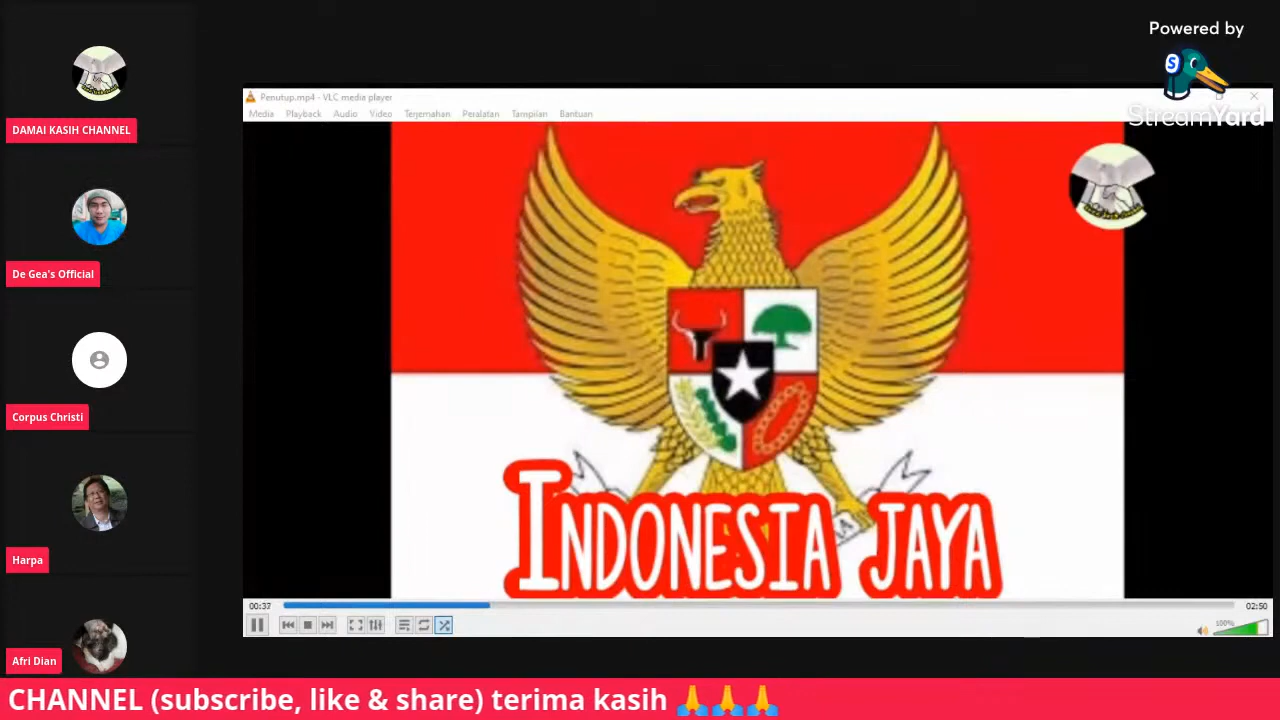 Powered by
S
StreamYard
DAMAI KASIH CHANNEL
De Gea's Official
Corpus Christi
Harpa
Afri Dian
Penutup.mp4 - VLC media player
Media Playback Audio Video Terjemahan Peralatan Tampilan Bantuan
INDONESIA JAYA
00:37
02:50
100%
CHANNEL (subscribe, like & share) terima kasih 🙏🙏🙏